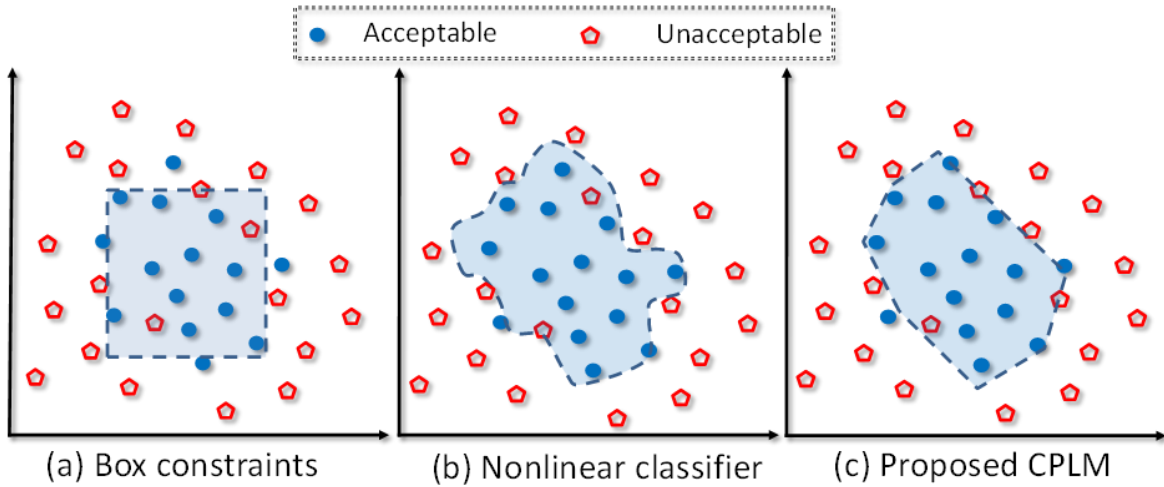 Acceptable Unacceptable
(a) Box constraints (b) Nonlinear classifier (c) Proposed CPLM